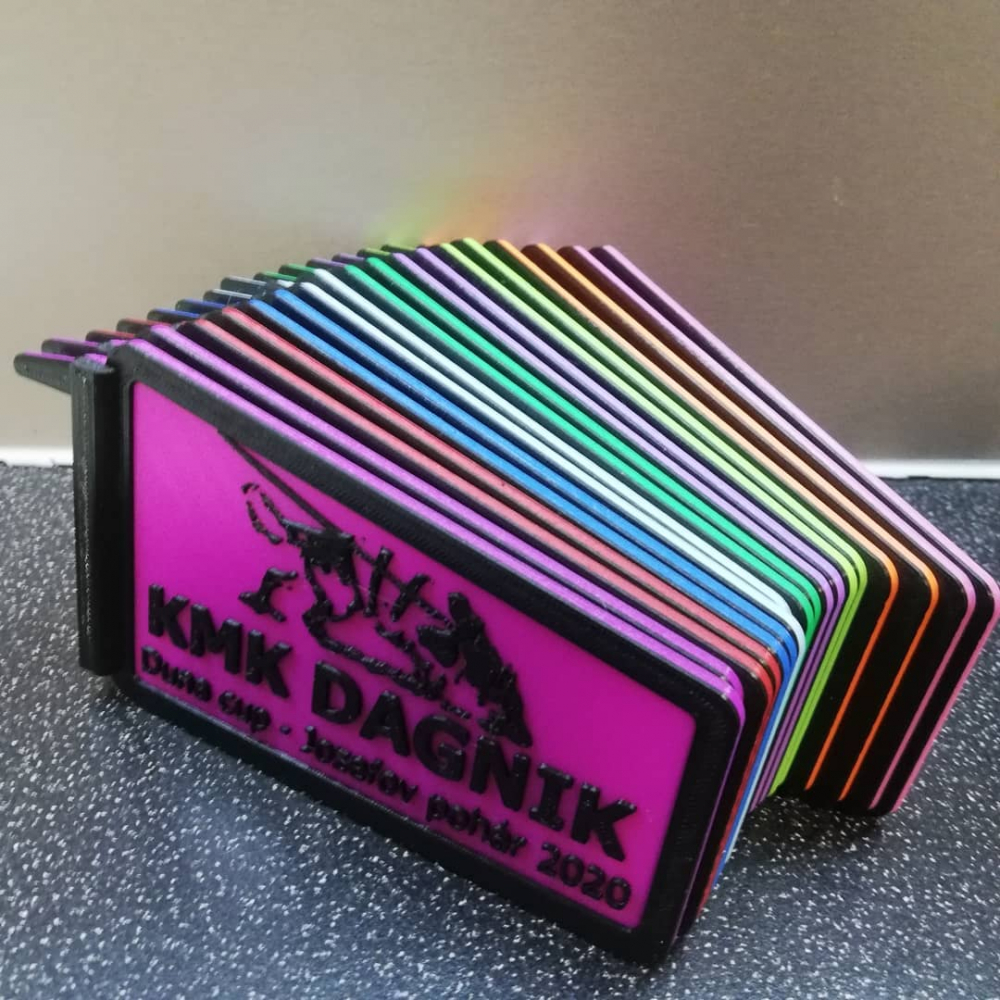 KMK DAGNIK
Duna cup - Jozefov pohár 2020